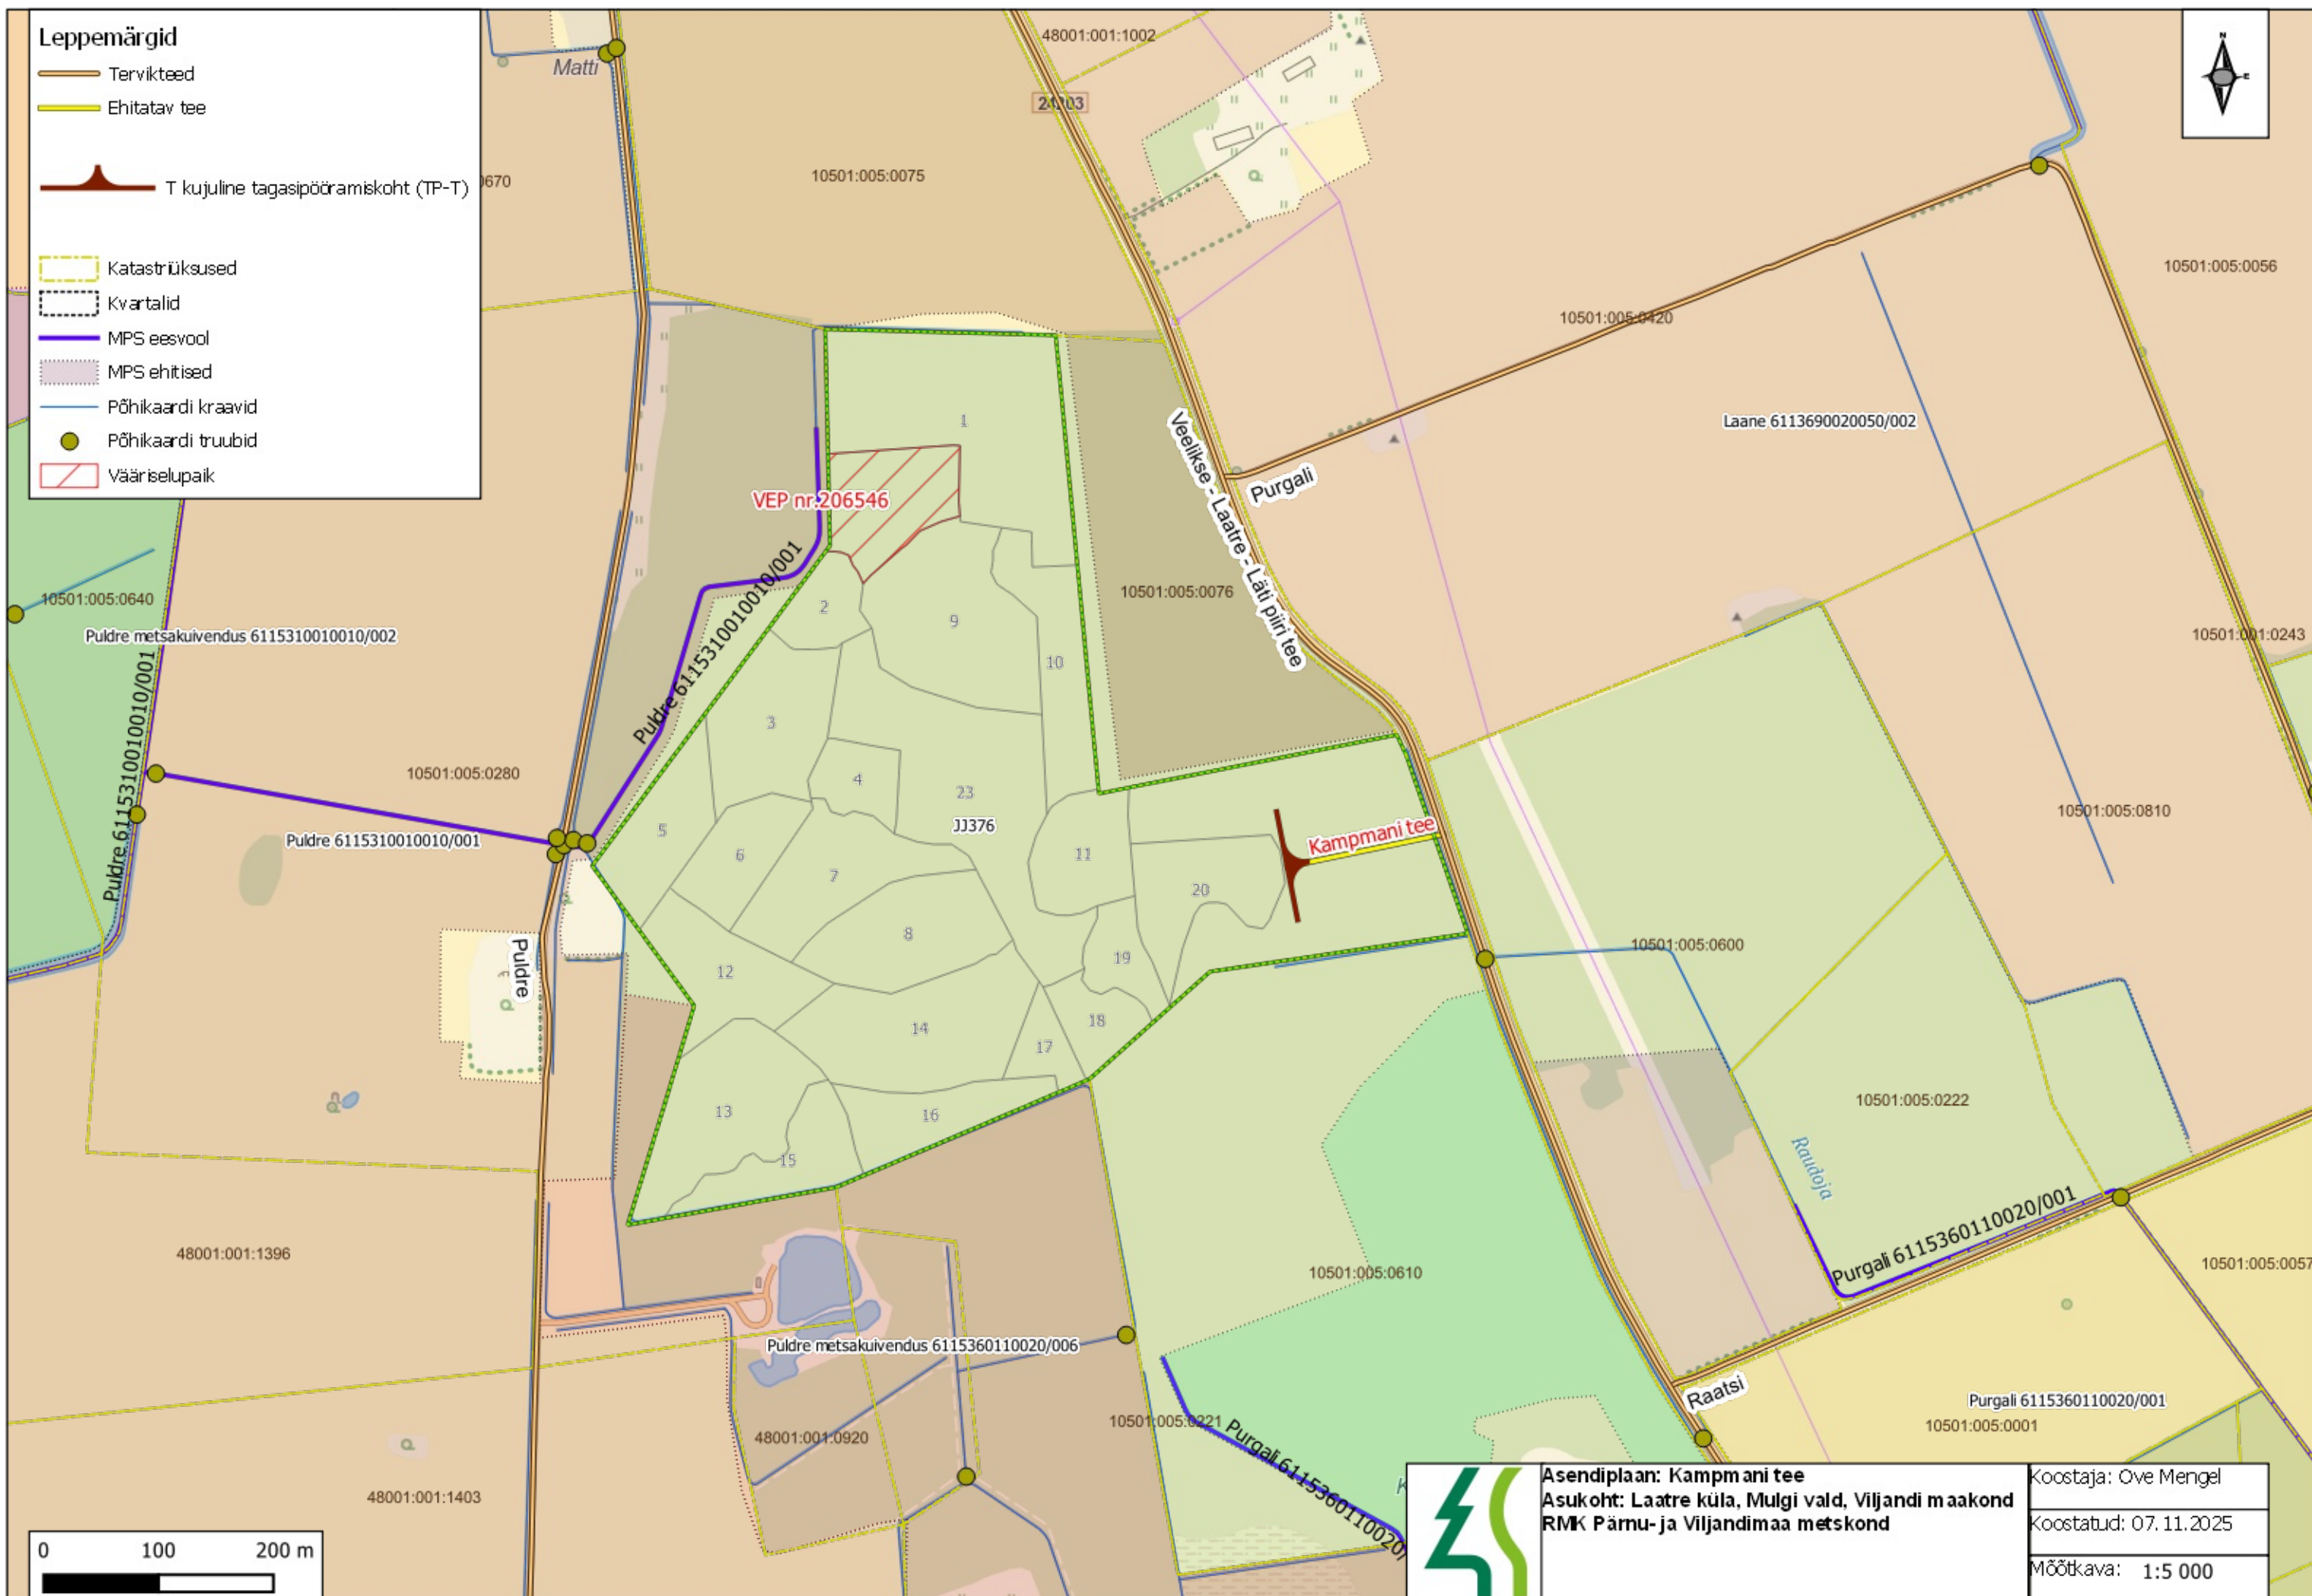 Leppemärgid
Tervikteed
Ehitatav tee
T kujuline tagasipööramiskoht (TP-T)
Katastriüksused
Kvartalid
MPS eesvool
MPS ehitised
Põhikaardi kraavid
Põhikaardi truubid
Vääriselupaik
Matti
48001:001:1002
N
E
10501:005:0075
10501:005:0056
10501:005:0420
1
Laane 6113690020050/002
Purgali
Veelikse - Laatre - Läti piiri tee
VEP nr.206546
Puldre 6115310010010/001
10501:005:0076
10501:005:0640
2
9
Puldre metsakuivendus 6115310010010/002
10501:001:0243
10
3
Puldre 6115310010010/001
10501:005:0280
4
23
JJ376
10501:005:0810
5
Kampmani tee
Puldre 6115310010010/001
6
11
7
20
8
10501:005:0600
Puldre
12
19
14
18
17
13
16
10501:005:0222
15
Raudoja
Purgali 6115360110020/001
48001:001:1396
10501:005:0610
10501:005:0057
Puldre metsakuivendus 6115360110020/006
Raatsi
Purgali 6115360110020/001
10501:005:0221
10501:005:0001
48001:001:0920
48001:001:1403
0 100 200 m
Asendiplaan: Kampmani tee
Asukoht: Laatre küla, Mulgi vald, Viljandi maakond
RMK Pärnu- ja Viljandimaa metskond
Koostaja: Ove Mengel
Koostatud: 07.11.2025
Mõõtkava: 1:5 000